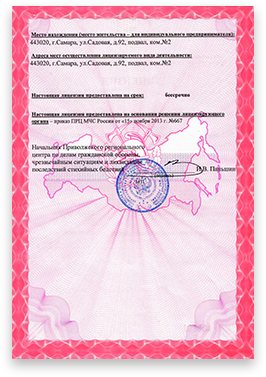 Место нахождения (место жительства – для индивидуального предпринимателя):
443020, г.Самара, ул.Садовая, д.92, подвал, ком.№2
Адреса мест осуществления лицензируемого вида деятельности:
443020, г.Самара, ул.Садовая, д.92, подвал, ком.№2
Настоящая лицензия предоставлена на срок: бессрочно
Настоящая лицензия предоставлена на основании решения лицензирующего
органа – приказ ПРЦ МЧС России от «15» ноября 2013 г. №667
Начальник Приволжского регионального
центра по делам гражданской обороны,
чрезвычайным ситуациям и ликвидации
последствий стихийных бедствий И.В. Паньшин